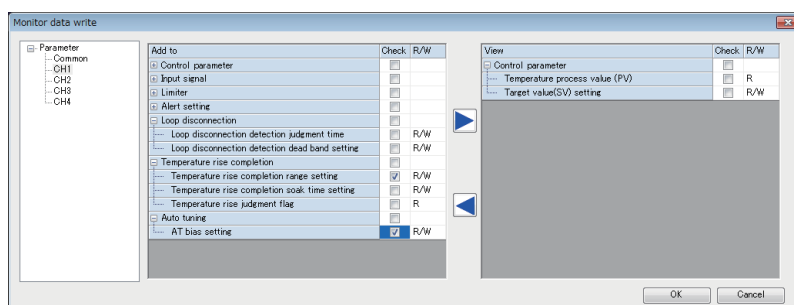 Monitor data write
Parameter
Common
CH1
CH2
CH3
CH4
Add to Check R/W
Control parameter
Input signal
Limiter
Alert setting
Loop disconnection
Loop disconnection detection judgment time R/W
Loop disconnection detection dead band setting R/W
Temperature rise completion
Temperature rise completion range setting R/W
Temperature rise completion soak time setting R/W
Temperature rise judgment flag R
Auto tuning
AT bias setting R/W
View Check R/W
Control parameter
Temperature process value (PV) R
Target value(SV) setting R/W
OK Cancel